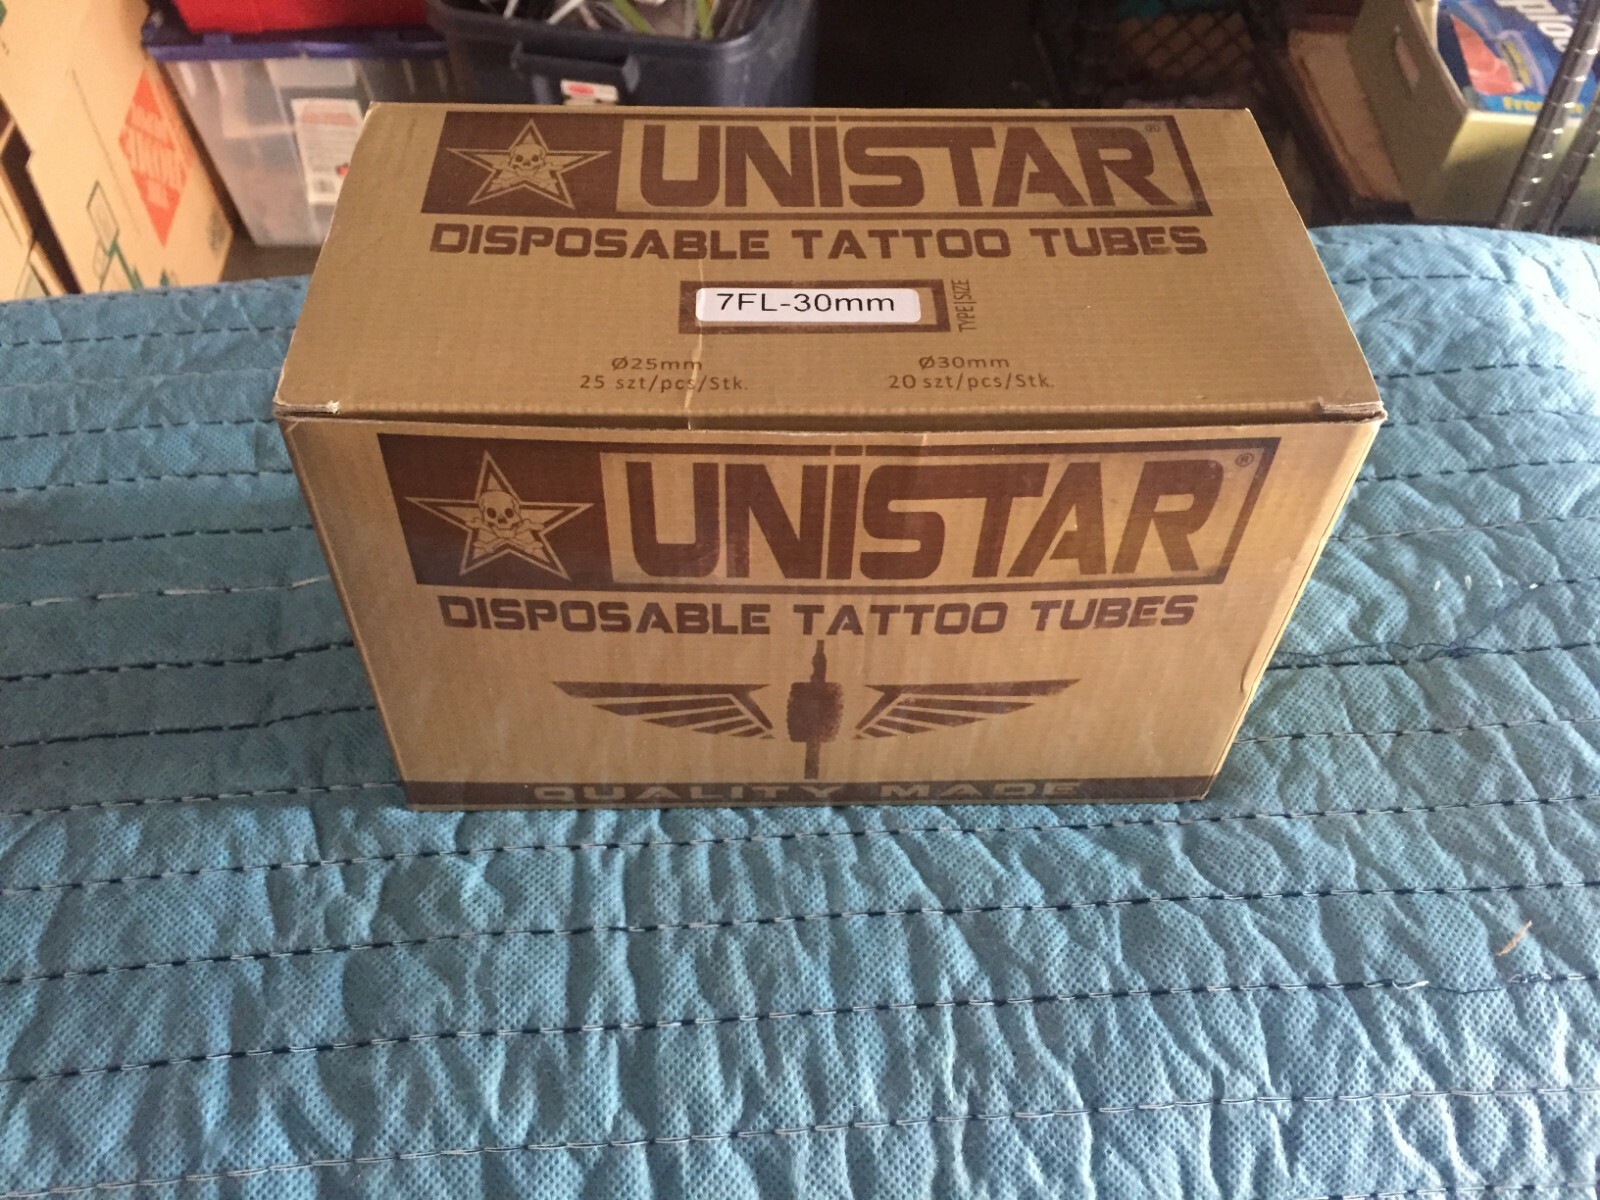 UNISTAR®
DISPOSABLE TATTOO TUBES
7FL-30mm
TYPE|SIZE
Ø25mm
25 szt/pcs/Stk.
Ø30mm
20 szt/pcs/Stk.
UNISTAR®
DISPOSABLE TATTOO TUBES
QUALITY MADE